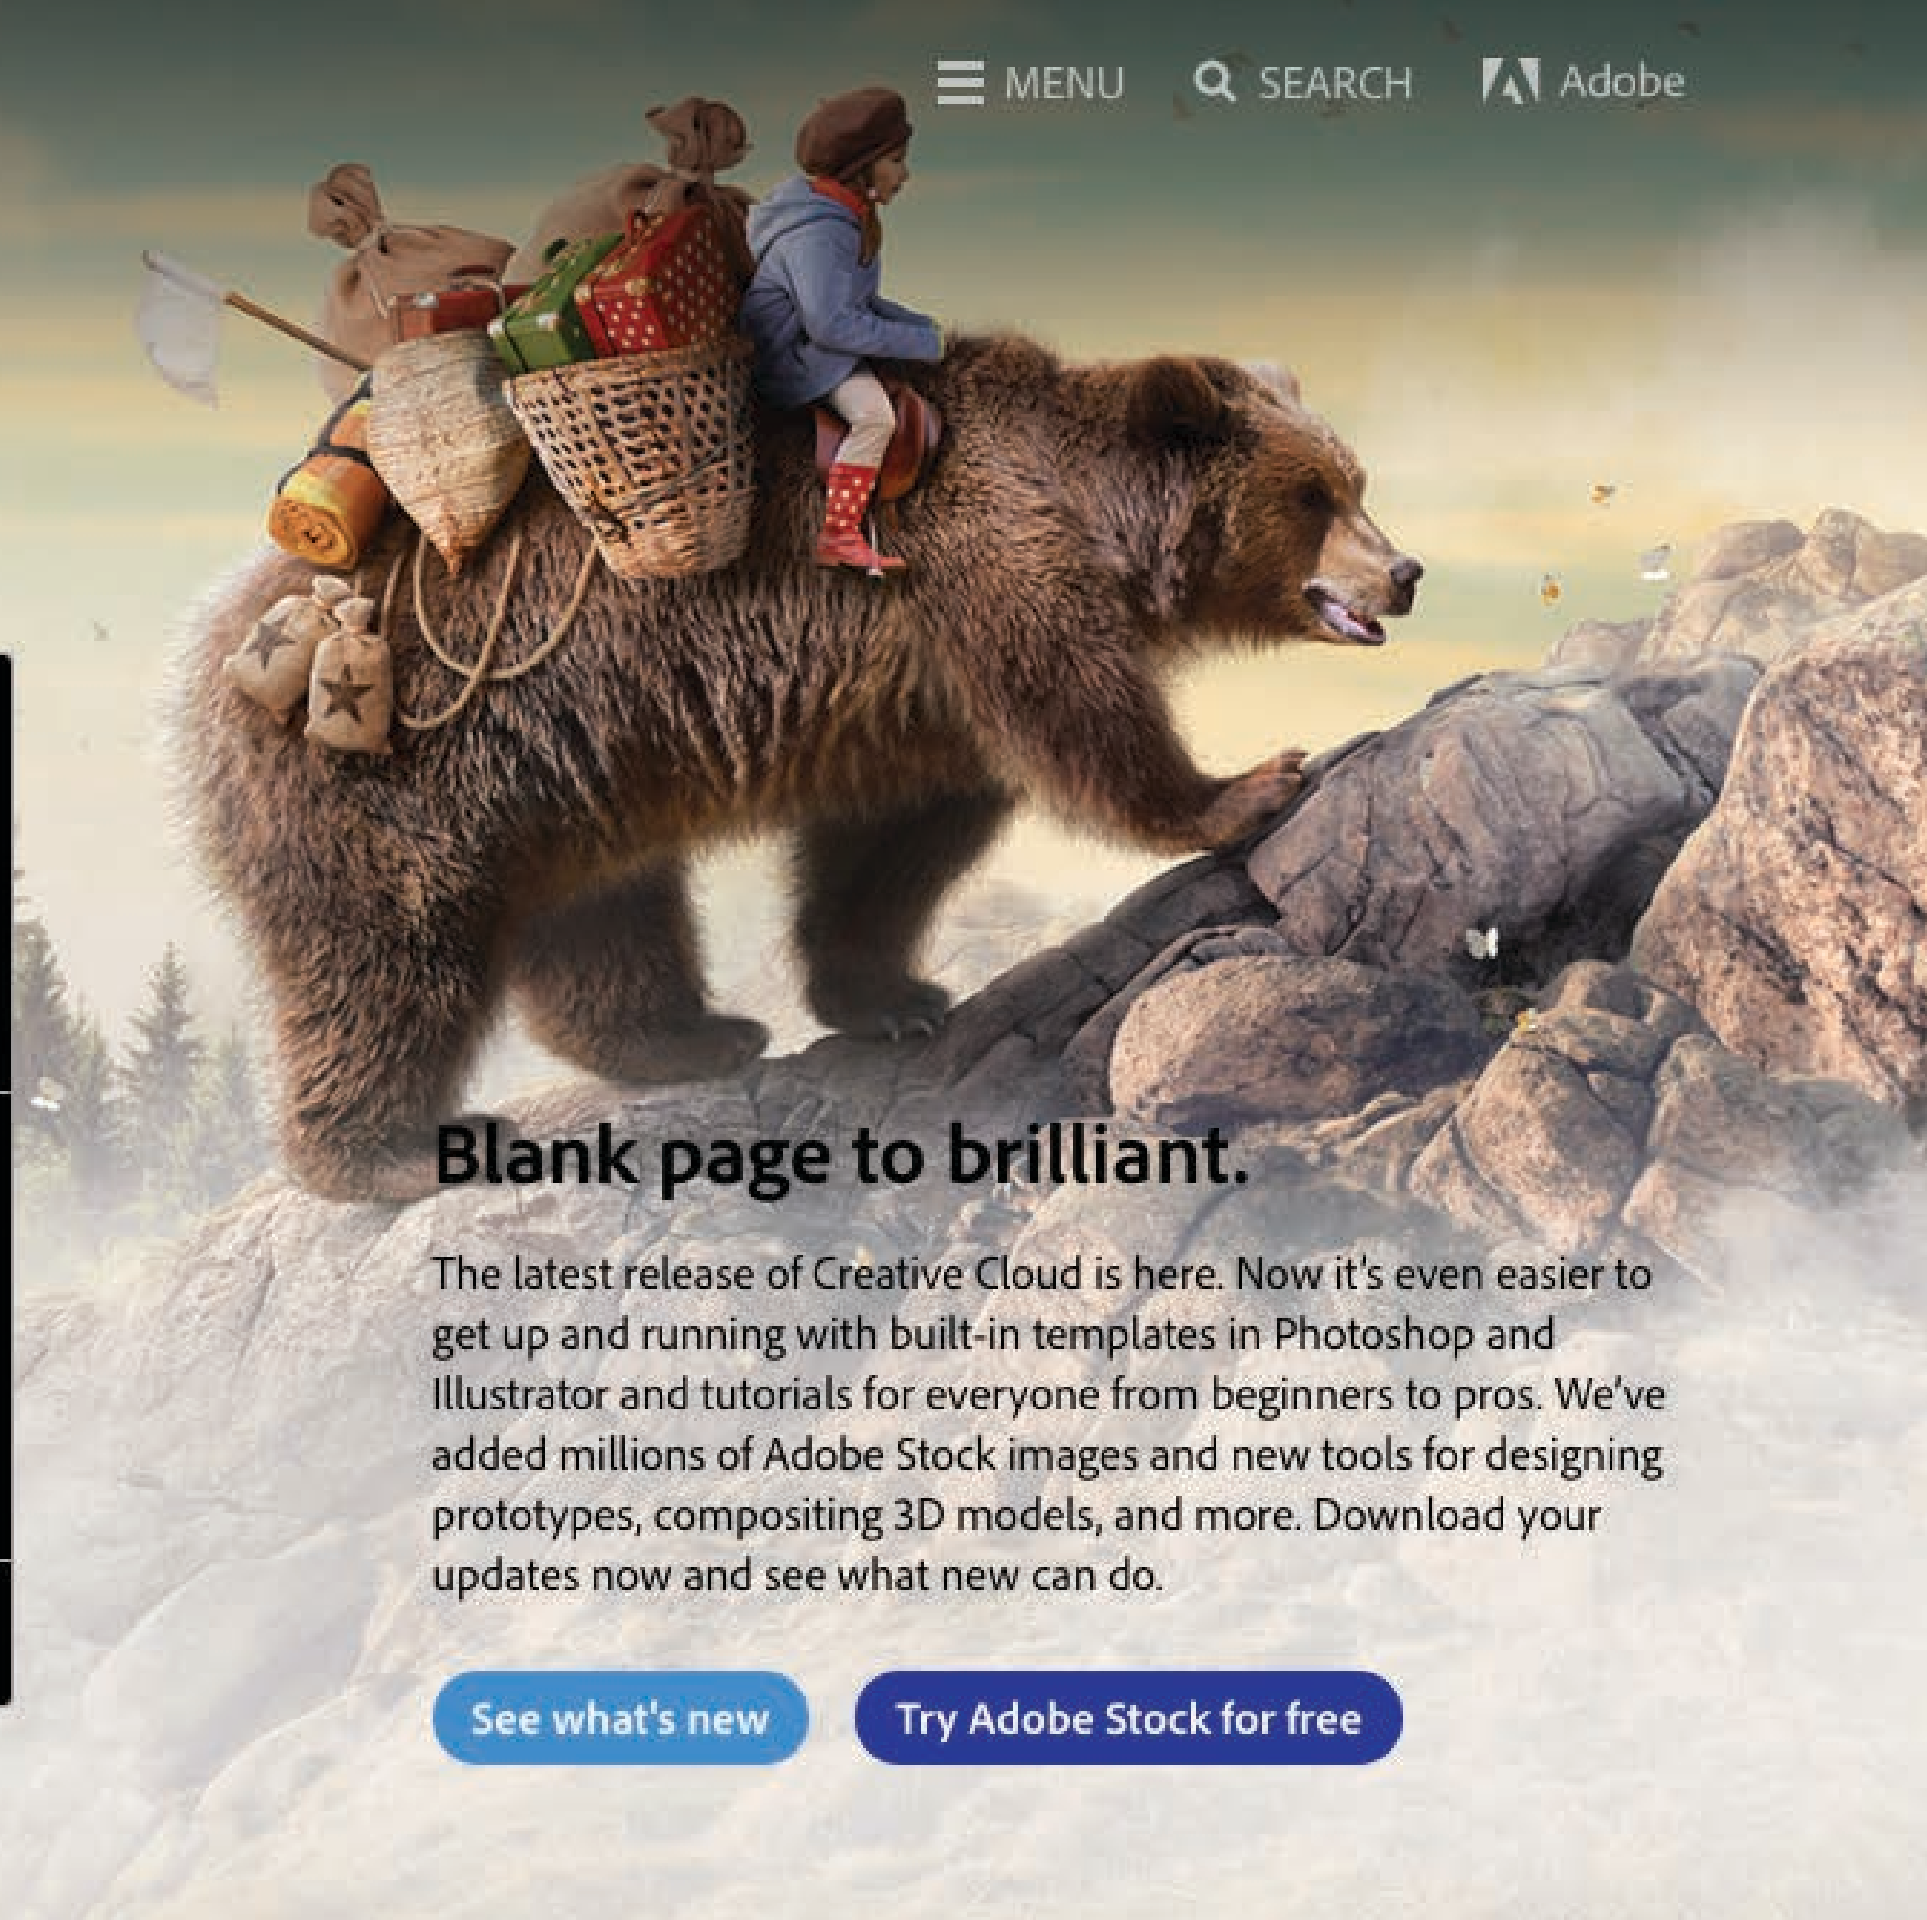 MENU SEARCH Adobe
Blank page to brilliant.
The latest release of Creative Cloud is here. Now it's even easier to
get up and running with built-in templates in Photoshop and
Illustrator and tutorials for everyone from beginners to pros. We've
added millions of Adobe Stock images and new tools for designing
prototypes, compositing 3D models, and more. Download your
updates now and see what new can do.
See what's new Try Adobe Stock for free